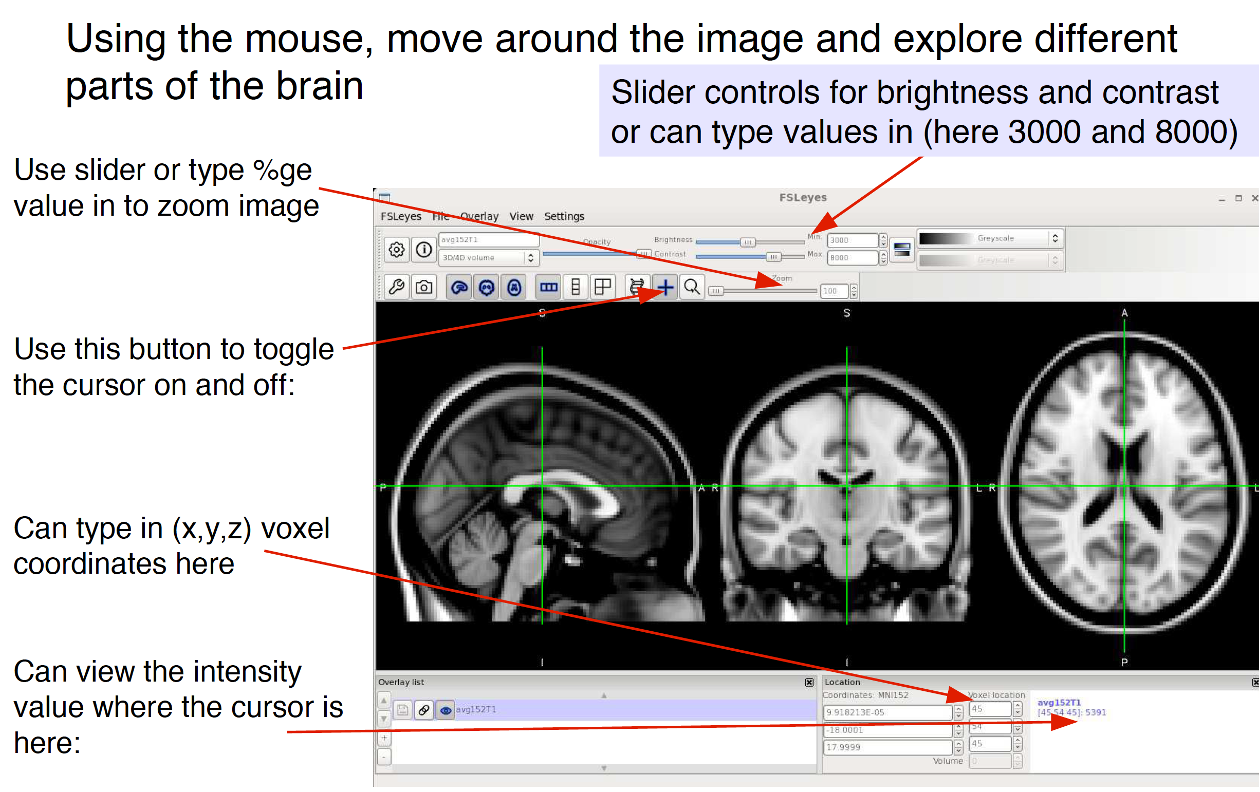 Using the mouse, move around the image and explore different
parts of the brain
Slider controls for brightness and contrast
or can type values in (here 3000 and 8000)
Use slider or type %ge
value in to zoom image
Use this button to toggle
the cursor on and off:
Can type in (x,y,z) voxel
coordinates here
Can view the intensity
value where the cursor is
here:
FSLeyes
FSLeyes File Overlay View Settings
avg152T1
3D/4D volume
Opacity
Brightness
Contrast
Min. 3000
Max. 8000
Greyscale
Greyscale
Zoom
100
S S A
P A R L R L
I I P
Overlay list
avg152T1
Location
Coordinates: MNI152
9.918213E-05
-18.0001
17.9999
Voxel location
45
54
45
Volume 0
avg152T1
[45 54 45]: 5391